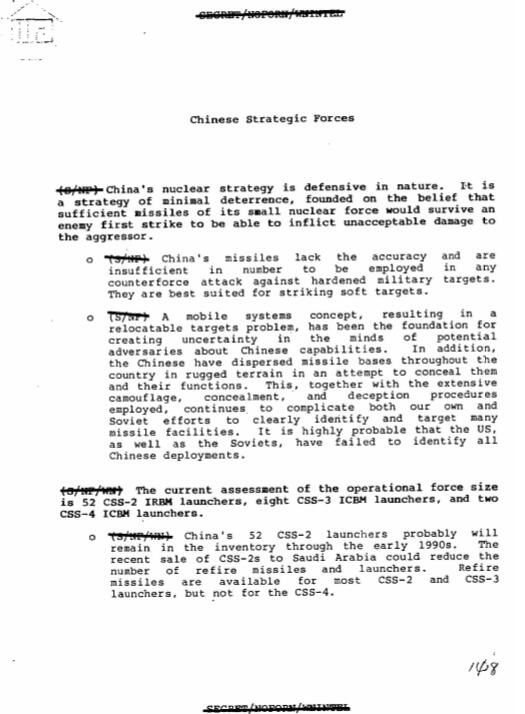 SECRET/NOFORN/WNINTEL
Chinese Strategic Forces
(S/NF) China's nuclear strategy is defensive in nature. It is
a strategy of minimal deterrence, founded on the belief that
sufficient missiles of its small nuclear force would survive an
enemy first strike to be able to inflict unacceptable damage to
the aggressor.
o (S/NF) China's missiles lack the accuracy and are
insufficient in number to be employed in any
counterforce attack against hardened military targets.
They are best suited for striking soft targets.
o (S/NF) A mobile systems concept, resulting in a
relocatable targets problem, has been the foundation for
creating uncertainty in the minds of potential
adversaries about Chinese capabilities. In addition,
the Chinese have dispersed missile bases throughout the
country in rugged terrain in an attempt to conceal them
and their functions. This, together with the extensive
camouflage, concealment, and deception procedures
employed, continues to complicate both our own and
Soviet efforts to clearly identify and target many
missile facilities. It is highly probable that the US,
as well as the Soviets, have failed to identify all
Chinese deployments.
(S/NF/WN) The current assessment of the operational force size
is 52 CSS-2 IRBM launchers, eight CSS-3 ICBM launchers, and two
CSS-4 ICBM launchers.
o (S/NF/WN) China's 52 CSS-2 launchers probably will
remain in the inventory through the early 1990s. The
recent sale of CSS-2s to Saudi Arabia could reduce the
number of refire missiles and launchers. Refire
missiles are available for most CSS-2 and CSS-3
launchers, but not for the CSS-4.
148
SECRET/NOFORN/WNINTEL